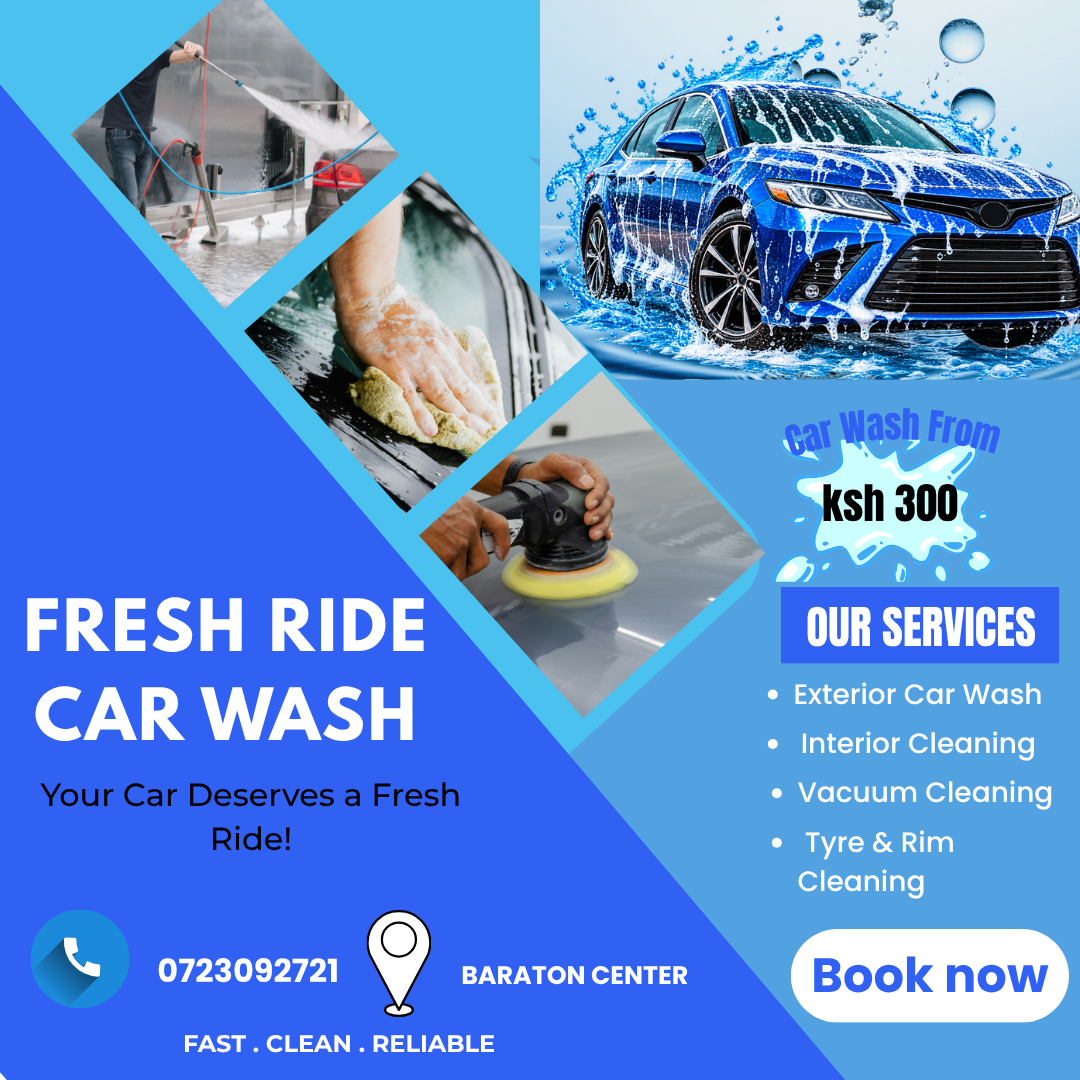 Car Wash From
ksh 300
OUR SERVICES
• Exterior Car Wash
• Interior Cleaning
• Vacuum Cleaning
• Tyre & Rim
Cleaning
FRESH RIDE
CAR WASH
Your Car Deserves a Fresh
Ride!
0723092721
BARATON CENTER
Book now
FAST . CLEAN . RELIABLE